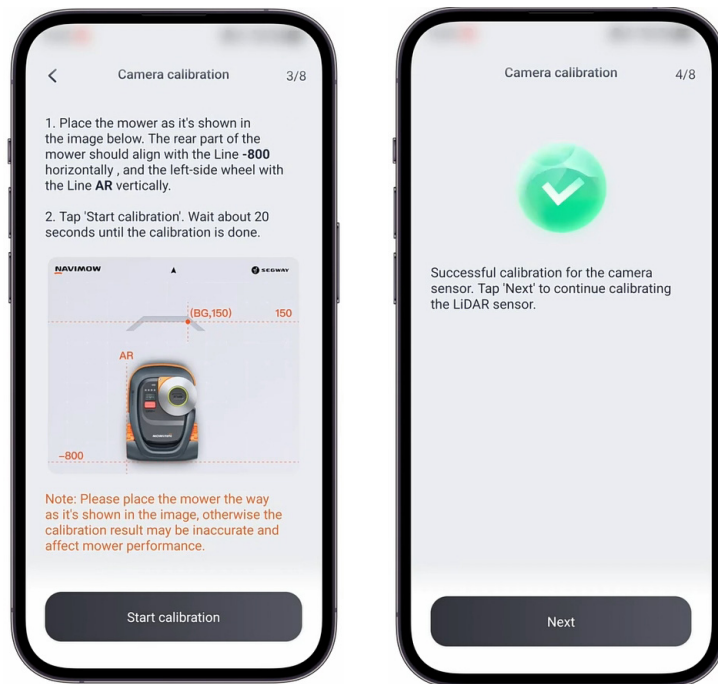 Camera calibration 3/8
1. Place the mower as it's shown in
the image below. The rear part of the
mower should align with the Line -800
horizontally , and the left-side wheel with
the Line AR vertically.
2. Tap 'Start calibration'. Wait about 20
seconds until the calibration is done.
NAVIMOW SEGWAY
(BG,150) 150
AR
-800
Note: Please place the mower the way
as it's shown in the image, otherwise the
calibration result may be inaccurate and
affect mower performance.
Start calibration
Camera calibration 4/8
Successful calibration for the camera
sensor. Tap 'Next' to continue calibrating
the LiDAR sensor.
Next